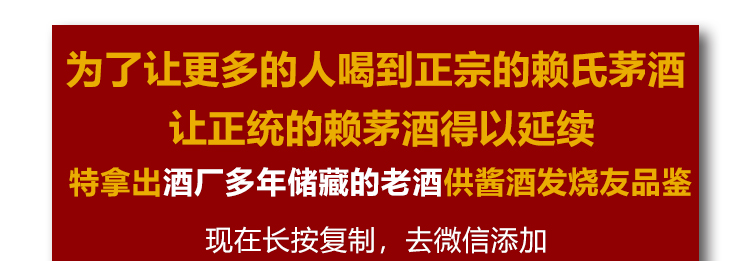 为了让更多的人喝到正宗的赖氏茅酒
让正统的赖茅酒得以延续
特拿出酒厂多年储藏的老酒供酱酒发烧友品鉴
现在长按复制，去微信添加